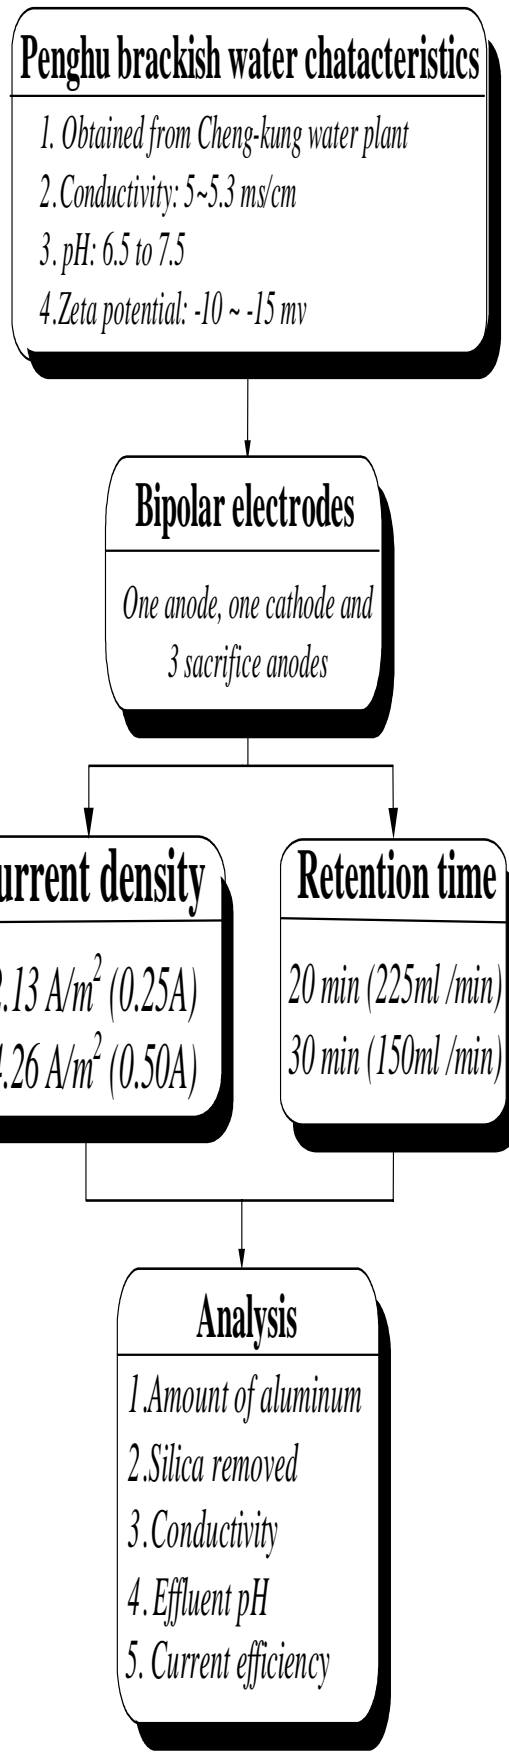 Penghu brackish water chatacteristics
1. Obtained from Cheng-kung water plant
2.Conductivity: 5~5.3 ms/cm
3. pH: 6.5 to 7.5
4.Zeta potential: -10 ~ -15 mv
Bipolar electrodes
One anode, one cathode and
3 sacrifice anodes
urrent density
.13 A/m² (0.25A)
.26 A/m² (0.50A)
Retention time
20 min (225ml /min)
30 min (150ml /min)
Analysis
1.Amount of aluminum
2.Silica removed
3.Conductivity
4. Effluent pH
5. Current efficiency